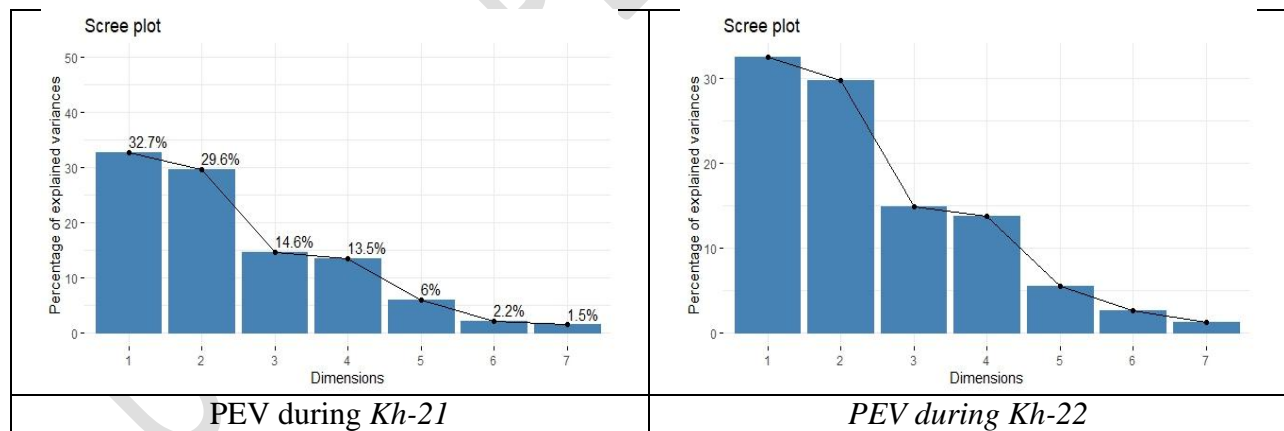 Scree plot
50
40
30
20
10
0
Percentage of explained variances
32.7%
29.6%
14.6%
13.5%
6%
2.2%
1.5%
1 2 3 4 5 6 7
Dimensions
PEV during Kh-21
Scree plot
30
20
10
0
Percentage of explained variances
1 2 3 4 5 6 7
Dimensions
PEV during Kh-22